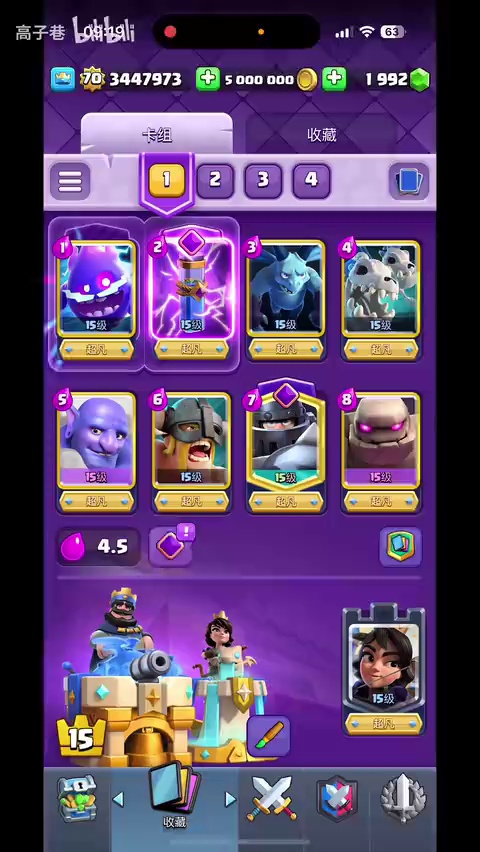 高子巷 bilibili 09:19 63
70 3447973 5 000 000 1 992
卡组 收藏
1 2 3 4
1 2 3 4
15级 15级 15级 15级
超凡 超凡 超凡 超凡
5 6 7 8
15级 15级 15级 15级
超凡 超凡 超凡 超凡
4.5 !
15级
超凡
15
收藏